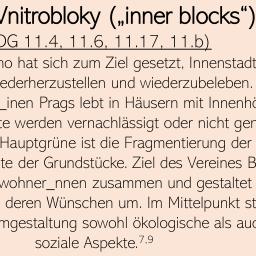 Vnitrobloky („inner blocks“)
DG 11.4, 11.6, 11.17, 11.b)
no hat sich zum Ziel gesetzt, Innenstadt
ederherzustellen und wiederzubeleben.
_inen Prags lebt in Häusern mit Innenhö
te werden vernachlässigt oder nicht gen
Hauptgrüne ist die Fragmentierung der
te der Grundstücke. Ziel des Vereines B
wohner_nnen zusammen und gestaltet
deren Wünschen um. Im Mittelpunkt st
mgestaltung sowohl ökologische als auc
soziale Aspekte.7,9